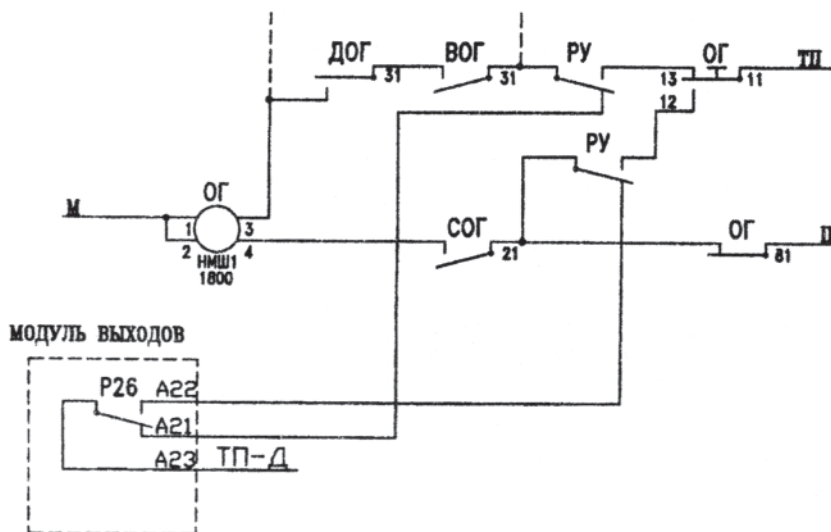 ДОГ 31 ВОГ 31 РУ 13 ОГ 11 ТП
12
РУ
ОГ
М 1 3
2 4
НМШ1
1800
СОГ 21 ОГ 81 П
МОДУЛЬ ВЫХОДОВ
Р26 А22
А21
А23 ТП-Д